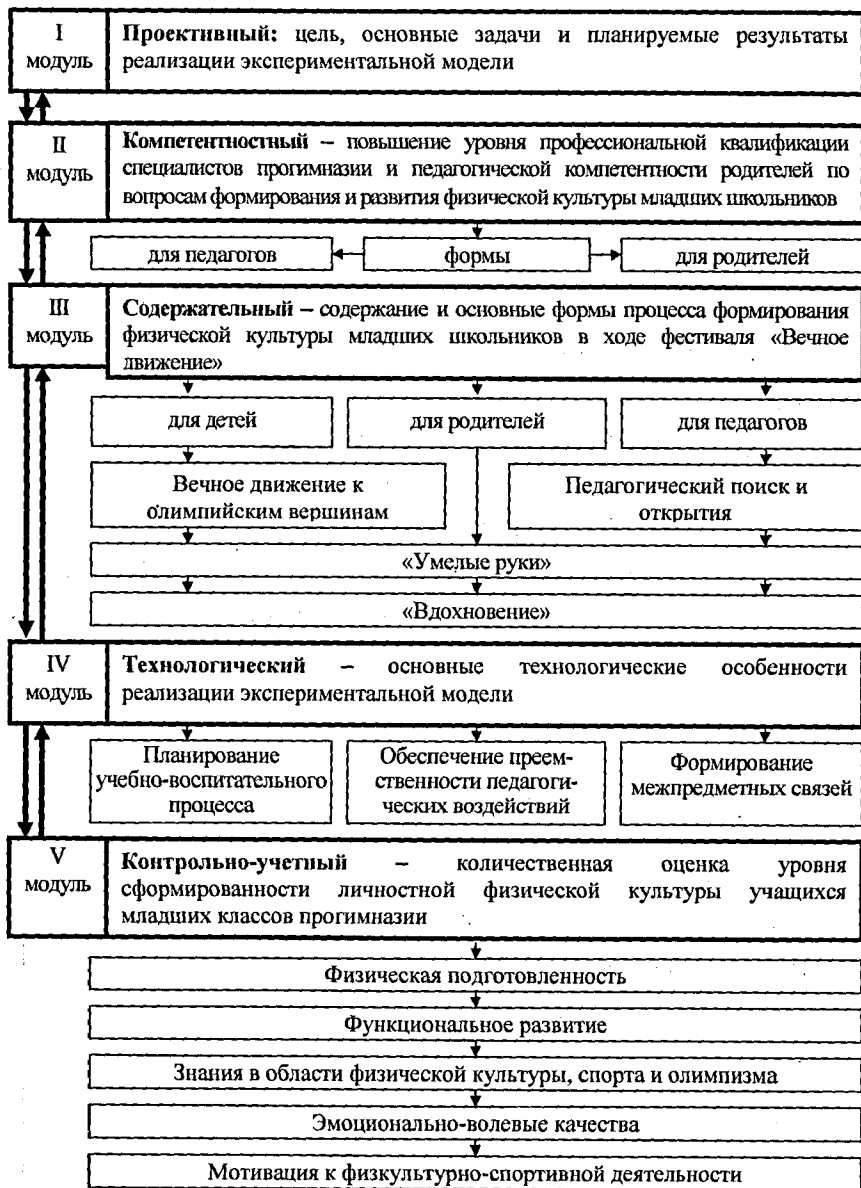 I
модуль
Проективный: цель, основные задачи и планируемые результаты
реализации экспериментальной модели
II
модуль
Компетентностный – повышение уровня профессиональной квалификации
специалистов прогимназии и педагогической компетентности родителей по
вопросам формирования и развития физической культуры младших школьников
для педагогов
формы
для родителей
III
модуль
Содержательный – содержание и основные формы процесса формирования
физической культуры младших школьников в ходе фестиваля «Вечное
движение»
для детей
для родителей
для педагогов
Вечное движение к
олимпийским вершинам
Педагогический поиск и
открытия
«Умелые руки»
«Вдохновение»
IV
модуль
Технологический – основные технологические особенности
реализации экспериментальной модели
Планирование
учебно-воспитательного
процесса
Обеспечение преем-
ственности педагоги-
ческих воздействий
Формирование
межпредметных связей
V
модуль
Контрольно-учетный – количественная оценка уровня
сформированности личностной физической культуры учащихся
младших классов прогимназии
Физическая подготовленность
Функциональное развитие
Знания в области физической культуры, спорта и олимпизма
Эмоционально-волевые качества
Мотивация к физкультурно-спортивной деятельности